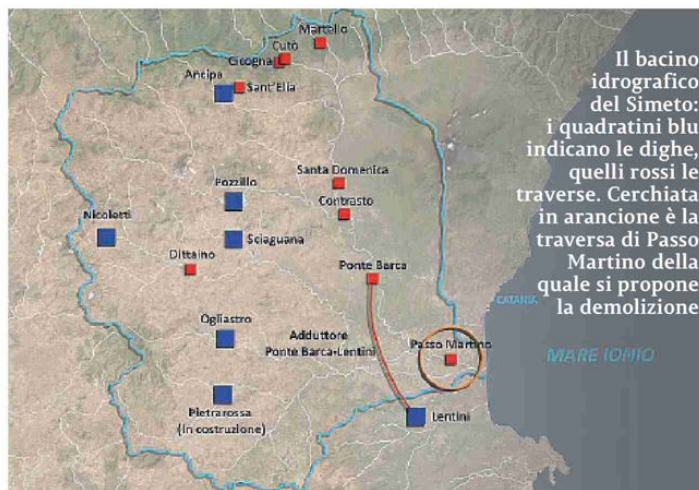 Martello
Cutò
Cicogna
Ancipa
Sant'Elia
Il bacino
idrografico
del Simeto:
i quadratini blu
indicano le dighe,
quelli rossi le
traverse. Cerchiata
in arancione è la
traversa di Passo
Martino della
quale si propone
la demolizione
Santa Domenica
Pozzillo
Contrasto
Nicoletti
Sciaguana
Dittaino
Ponte Barca
CATANIA
Ogliastro
Adduttore
Ponte Barca-Lentini
Passo Martino
MARE IONIO
Pietrarossa
(in costruzione)
Lentini